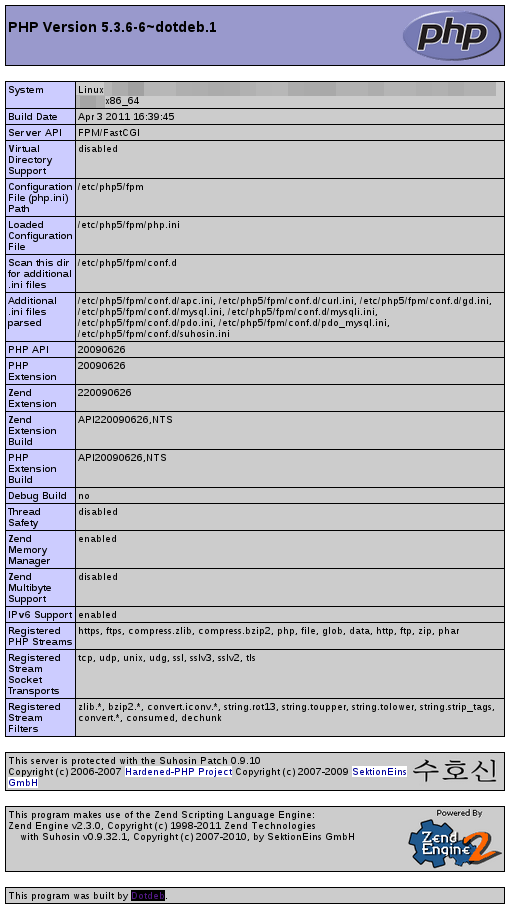 PHP Version 5.3.6-6~dotdeb.1
php
System
Linux
x86_64
Build Date
Apr 3 2011 16:39:45
Server API
FPM/FastCGI
Virtual
Directory
Support
disabled
Configuration
File (php.ini)
Path
/etc/php5/fpm
Loaded
Configuration
File
/etc/php5/fpm/php.ini
Scan this dir
for additional
.ini files
/etc/php5/fpm/conf.d
Additional
.ini files
parsed
/etc/php5/fpm/conf.d/apc.ini, /etc/php5/fpm/conf.d/curl.ini, /etc/php5/fpm/conf.d/gd.ini,
/etc/php5/fpm/conf.d/mysql.ini, /etc/php5/fpm/conf.d/mysqli.ini,
/etc/php5/fpm/conf.d/pdo.ini, /etc/php5/fpm/conf.d/pdo_mysql.ini,
/etc/php5/fpm/conf.d/suhosin.ini
PHP API
20090626
PHP
Extension
20090626
Zend
Extension
220090626
Zend
Extension
Build
API220090626,NTS
PHP
Extension
Build
API20090626,NTS
Debug Build
no
Thread
Safety
disabled
Zend
Memory
Manager
enabled
Zend
Multibyte
Support
disabled
IPv6 Support
enabled
Registered
PHP Streams
https, ftps, compress.zlib, compress.bzip2, php, file, glob, data, http, ftp, zip, phar
Registered
Stream
Socket
Transports
tcp, udp, unix, udg, ssl, sslv3, sslv2, tls
Registered
Stream
Filters
zlib.*, bzip2.*, convert.iconv.*, string.rot13, string.toupper, string.tolower, string.strip_tags,
convert.*, consumed, dechunk
This server is protected with the Suhosin Patch 0.9.10
Copyright (c) 2006-2007 Hardened-PHP Project Copyright (c) 2007-2009 SektionEins
GmbH
수호신
This program makes use of the Zend Scripting Language Engine:
Zend Engine v2.3.0, Copyright (c) 1998-2011 Zend Technologies
with Suhosin v0.9.32.1, Copyright (c) 2007-2010, by SektionEins GmbH
Powered By
Zend
Engine 2
This program was built by Dotdeb.